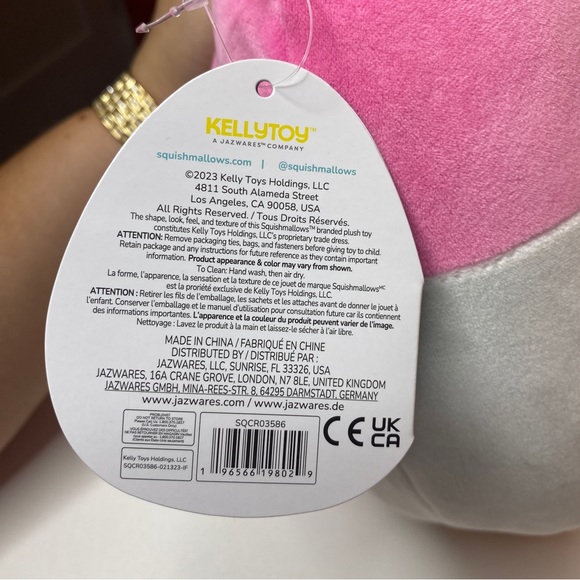 KELLYTOY™
A JAZWARES™ COMPANY
squishmallows.com | @squishmallows
©2023 Kelly Toys Holdings, LLC
4811 South Alameda Street
Los Angeles, CA 90058, USA
All Rights Reserved. / Tous Droits Réservés.
The shape, look, feel, and texture of this Squishmallows™ branded plush toy
constitutes Kelly Toys Holdings, LLC's proprietary trade dress.
ATTENTION: Remove packaging ties, bags, and fasteners before giving toy to child.
Retain package and any instructions for future reference as they contain important
information. Product appearance & color may vary from shown.
To Clean: Hand wash, then air dry.
La forme, l'apparence, la sensation et la texture de ce jouet de marque Squishmallows MC
est la propriété exclusive de Kelly Toys Holdings, LLC.
ATTENTION : Retirer les fils de l'emballage, les sachets et les attaches avant de donner le jouet à
l'enfant. Conserver l'emballage et le manuel d'utilisation pour consultation future car ils contiennent
des informations importantes. L'apparence et la couleur du produit peuvent varier de l'image.
Nettoyage : Lavez le produit à la main et laissez-le sécher à l'air libre.
MADE IN CHINA / FABRIQUÉ EN CHINE
DISTRIBUTED BY / DISTRIBUÉ PAR :
JAZWARES, LLC, SUNRISE, FL 33326, USA
JAZWARES, 16A CRANE GROVE, LONDON, N7 8LE, UNITED KINGDOM
JAZWARES GMBH, MINA-REES-STR. 8, 64295 DARMSTADT, GERMANY
www.jazwares.com / www.jazwares.de
PROBLEMS?
DO NOT RETURN TO STORE
Kelly Toys Holdings, LLC
SQCR03586-021323-IF
SQCR03586
1 96566 19802 9
CE UK
CA